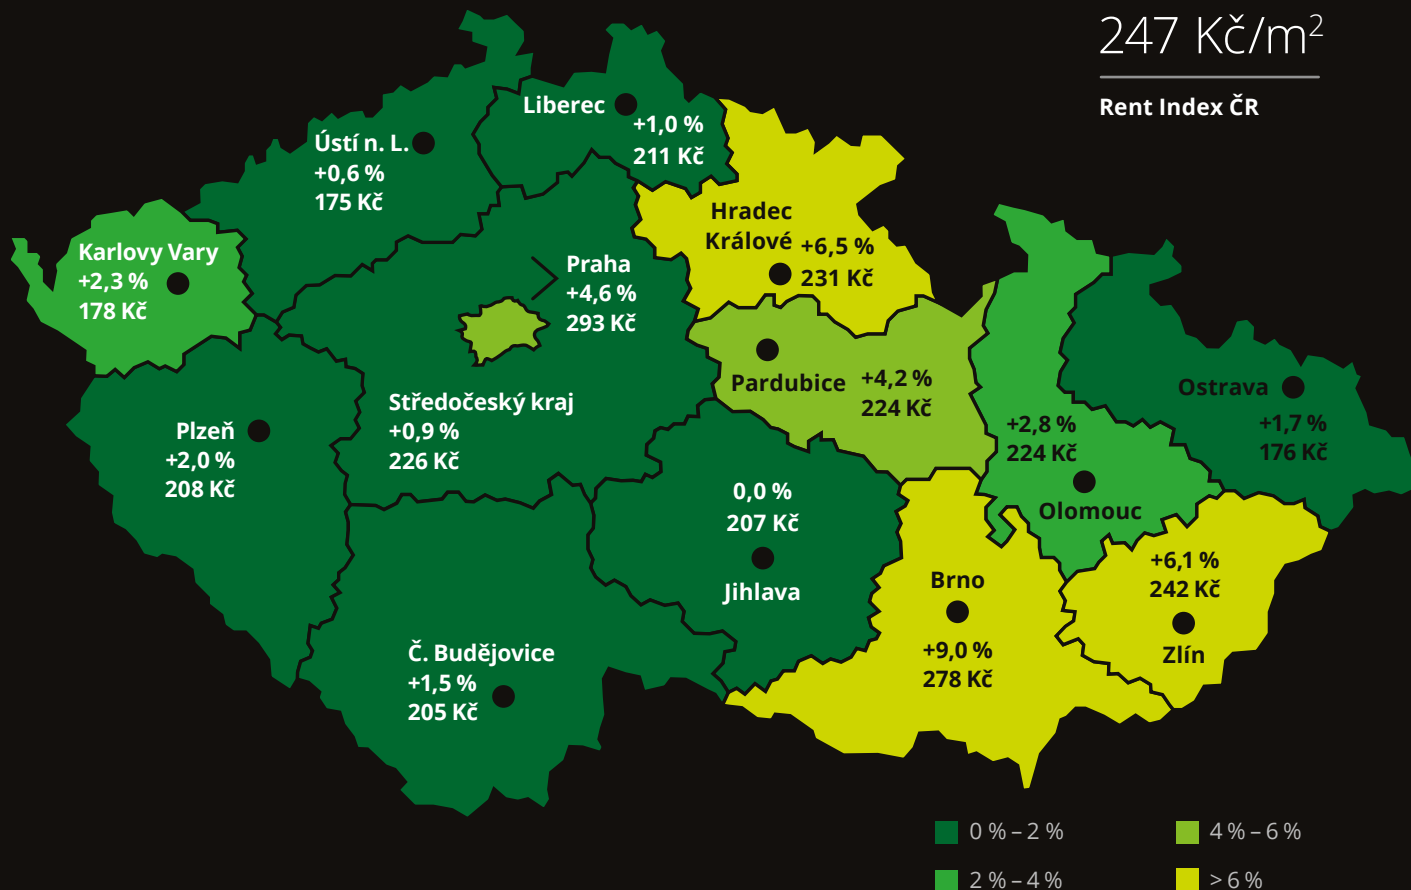 247 Kč/m²
Rent Index ČR
Liberec
+1,0 %
211 Kč
Ústí n. L.
+0,6 %
175 Kč
Karlovy Vary
+2,3 %
178 Kč
Hradec
Králové
+6,5 %
231 Kč
Praha
+4,6 %
293 Kč
Pardubice
+4,2 %
224 Kč
Středočeský kraj
+0,9 %
226 Kč
Plzeň
+2,0 %
208 Kč
Ostrava
+1,7 %
176 Kč
+2,8 %
224 Kč
Olomouc
0,0 %
207 Kč
Jihlava
Brno
+9,0 %
278 Kč
+6,1 %
242 Kč
Zlín
Č. Budějovice
+1,5 %
205 Kč
0 % – 2 %
4 % – 6 %
2 % – 4 %
> 6 %